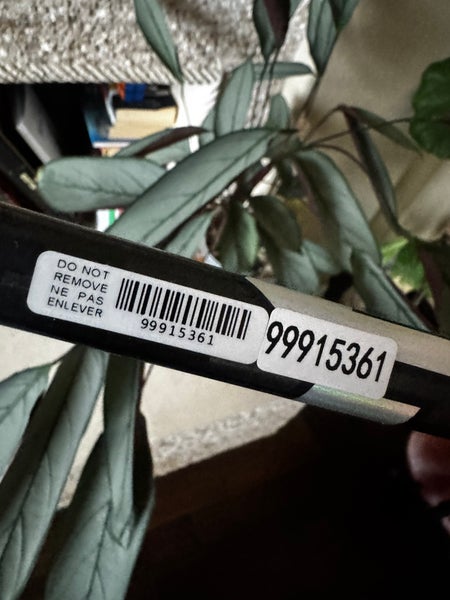 DO NOT
REMOVE
NE PAS
ENLEVER
99915361
99915361